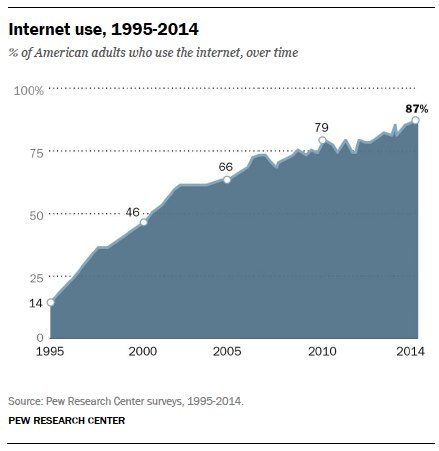 Internet use, 1995-2014
% of American adults who use the internet, over time
100%
87%
79
75
66
50
46
25
14
0
1995 2000 2005 2010 2014
Source: Pew Research Center surveys, 1995-2014.
PEW RESEARCH CENTER